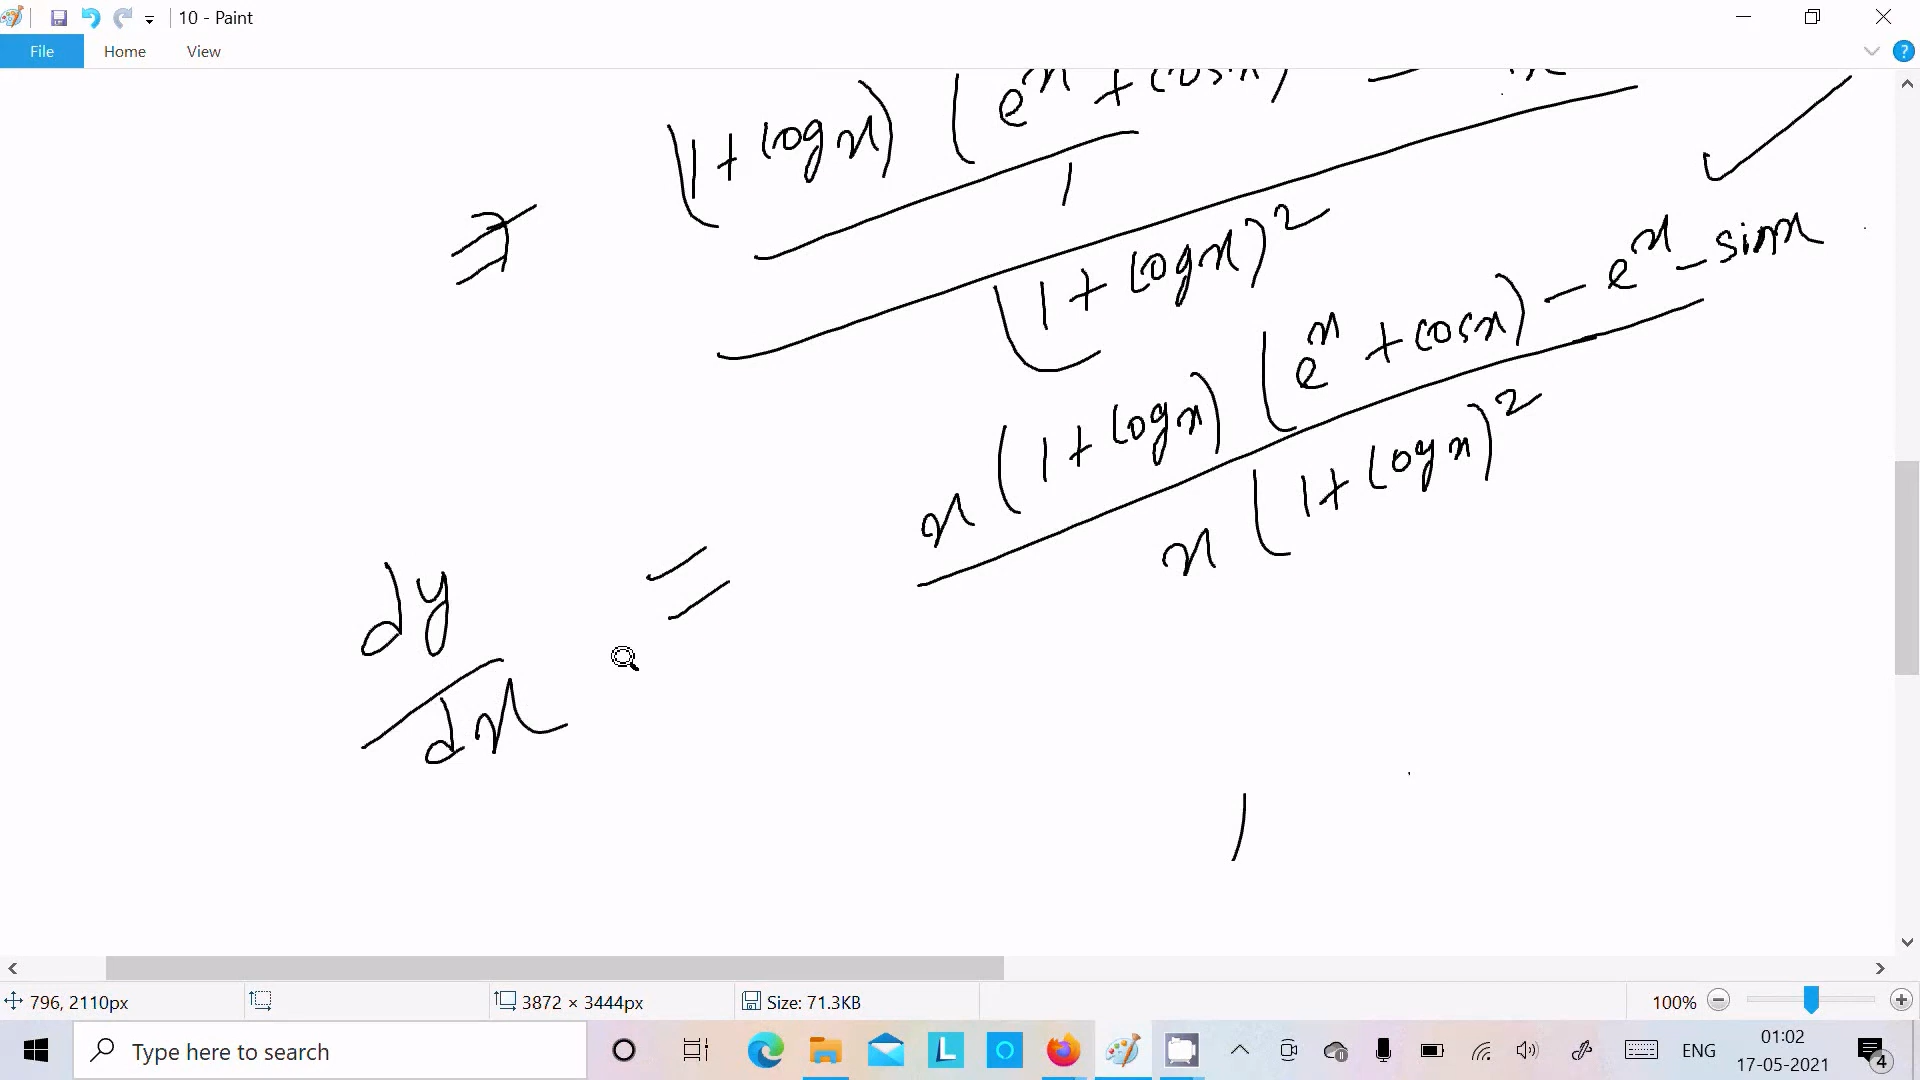 10 - Paint
File Home View
(1 + log x) (e^x + cos x) -
1
⇒
(1 + log x)^2
x (1 + log x) (e^x + cos x) - e^x - sin x
dy =
x (1 + log x)^2
dx
796, 2110px 3872 × 3444px Size: 71.3KB 100%
Type here to search L ENG 01:02
17-05-2021 4